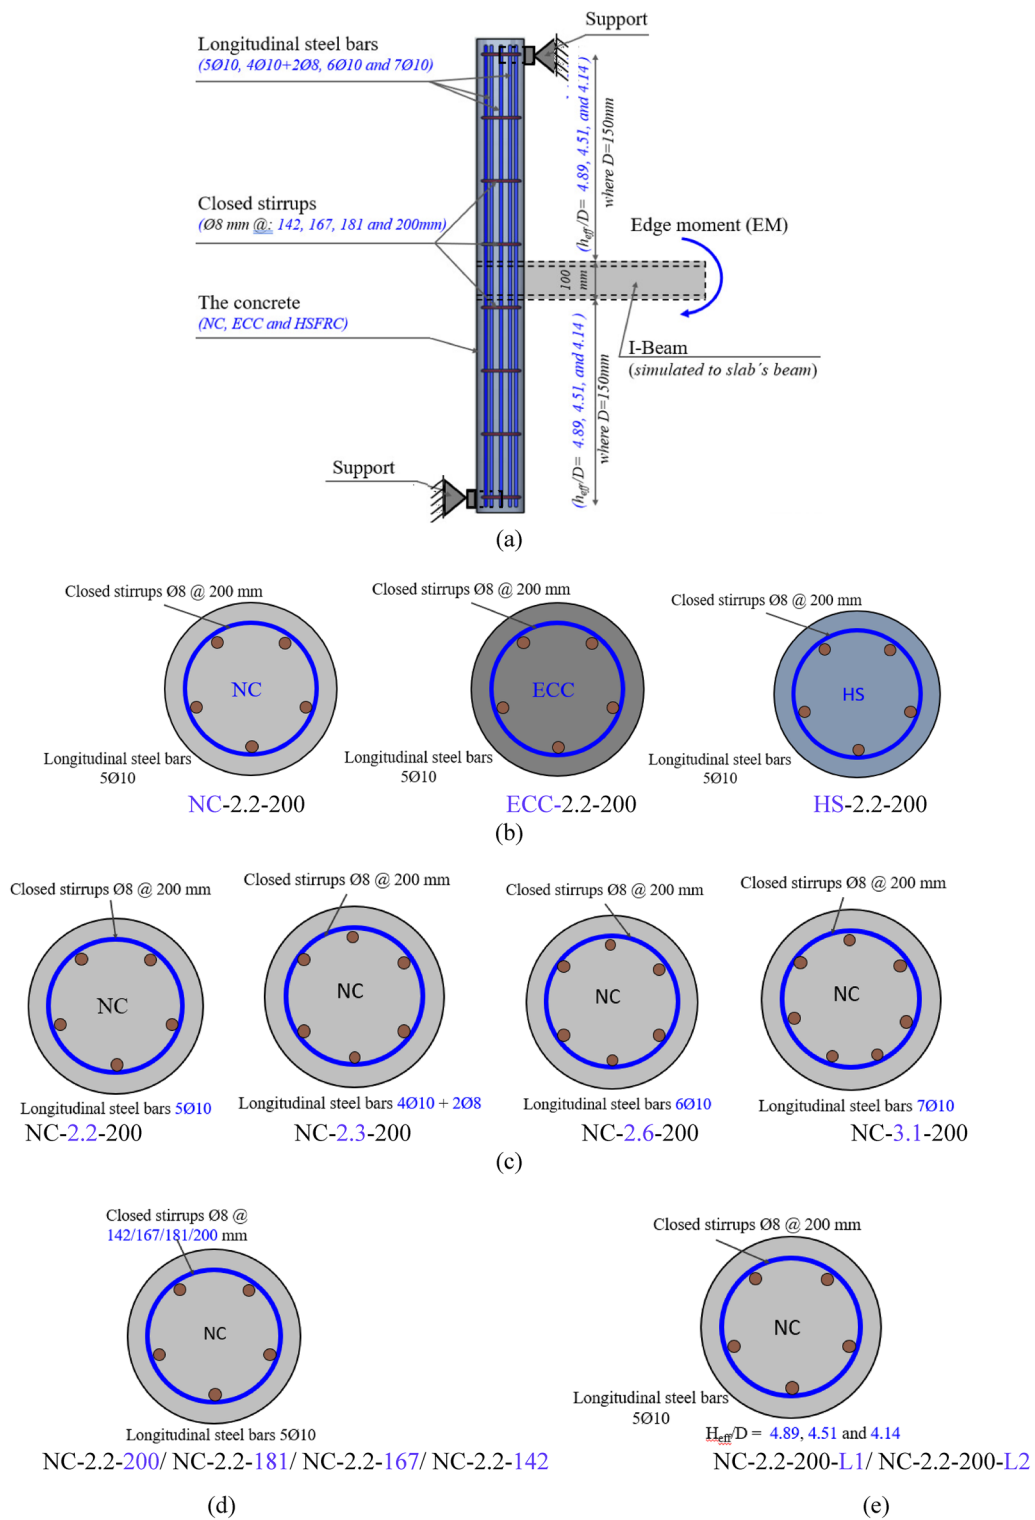 Support
Longitudinal steel bars
(5Ø10, 4Ø10+2Ø8, 6Ø10 and 7Ø10)
(heff/D= 4.89, 4.51, and 4.14 )
where D=150mm
Closed stirrups
(Ø8 mm @: 142, 167, 181 and 200mm)
Edge moment (EM)
100
mm
The concrete
(NC, ECC and HSFRC)
I-Beam
(simulated to slab´s beam)
(heff/D= 4.89, 4.51, and 4.14 )
where D=150mm
Support
(a)
Closed stirrups Ø8 @ 200 mm
NC
Longitudinal steel bars
5Ø10
NC-2.2-200
Closed stirrups Ø8 @ 200 mm
ECC
Longitudinal steel bars
5Ø10
ECC-2.2-200
Closed stirrups Ø8 @ 200 mm
HS
Longitudinal steel bars
5Ø10
HS-2.2-200
(b)
Closed stirrups Ø8 @ 200 mm
NC
Longitudinal steel bars 5Ø10
NC-2.2-200
Closed stirrups Ø8 @ 200 mm
NC
Longitudinal steel bars 4Ø10 + 2Ø8
NC-2.3-200
Closed stirrups Ø8 @ 200 mm
NC
Longitudinal steel bars 6Ø10
NC-2.6-200
Closed stirrups Ø8 @ 200 mm
NC
Longitudinal steel bars 7Ø10
NC-3.1-200
(c)
Closed stirrups Ø8 @
142/167/181/200 mm
NC
Longitudinal steel bars 5Ø10
NC-2.2-200/ NC-2.2-181/ NC-2.2-167/ NC-2.2-142
(d)
Closed stirrups Ø8 @ 200 mm
NC
Longitudinal steel bars
5Ø10
Heff/D = 4.89, 4.51 and 4.14
NC-2.2-200-L1/ NC-2.2-200-L2
(e)